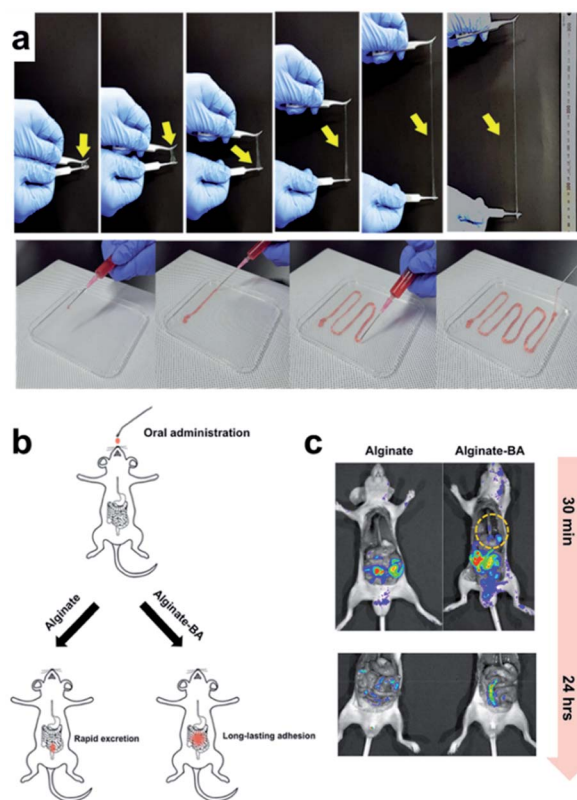 a
b
Oral administration
Alginate
Alginate-BA
Rapid excretion
Long-lasting adhesion
c
Alginate
Alginate-BA
30 min
24 hrs